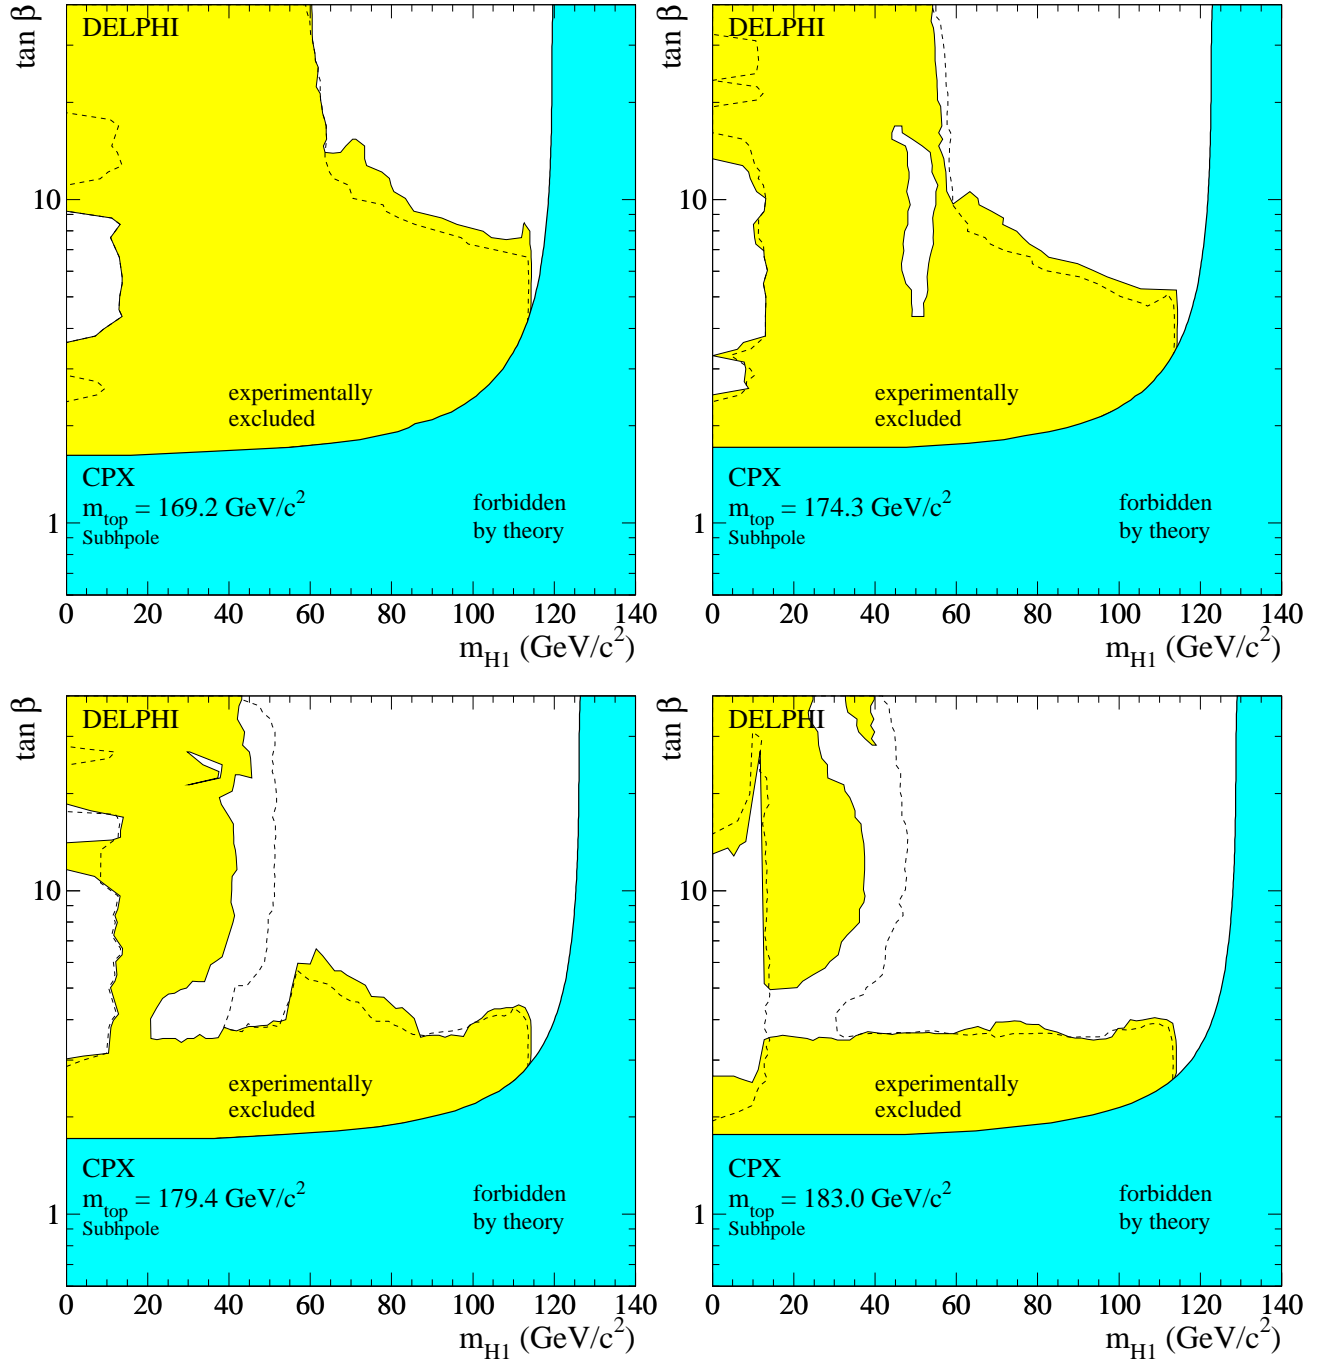 DELPHI
tan β
10
1
experimentally
excluded
CPX
m_top = 169.2 GeV/c²
Subhpole
forbidden
by theory
0 20 40 60 80 100 120 140
m_H1 (GeV/c²)
DELPHI
tan β
10
1
experimentally
excluded
CPX
m_top = 174.3 GeV/c²
Subhpole
forbidden
by theory
0 20 40 60 80 100 120 140
m_H1 (GeV/c²)
DELPHI
tan β
10
1
experimentally
excluded
CPX
m_top = 179.4 GeV/c²
Subhpole
forbidden
by theory
0 20 40 60 80 100 120 140
m_H1 (GeV/c²)
DELPHI
tan β
10
1
experimentally
excluded
CPX
m_top = 183.0 GeV/c²
Subhpole
forbidden
by theory
0 20 40 60 80 100 120 140
m_H1 (GeV/c²)